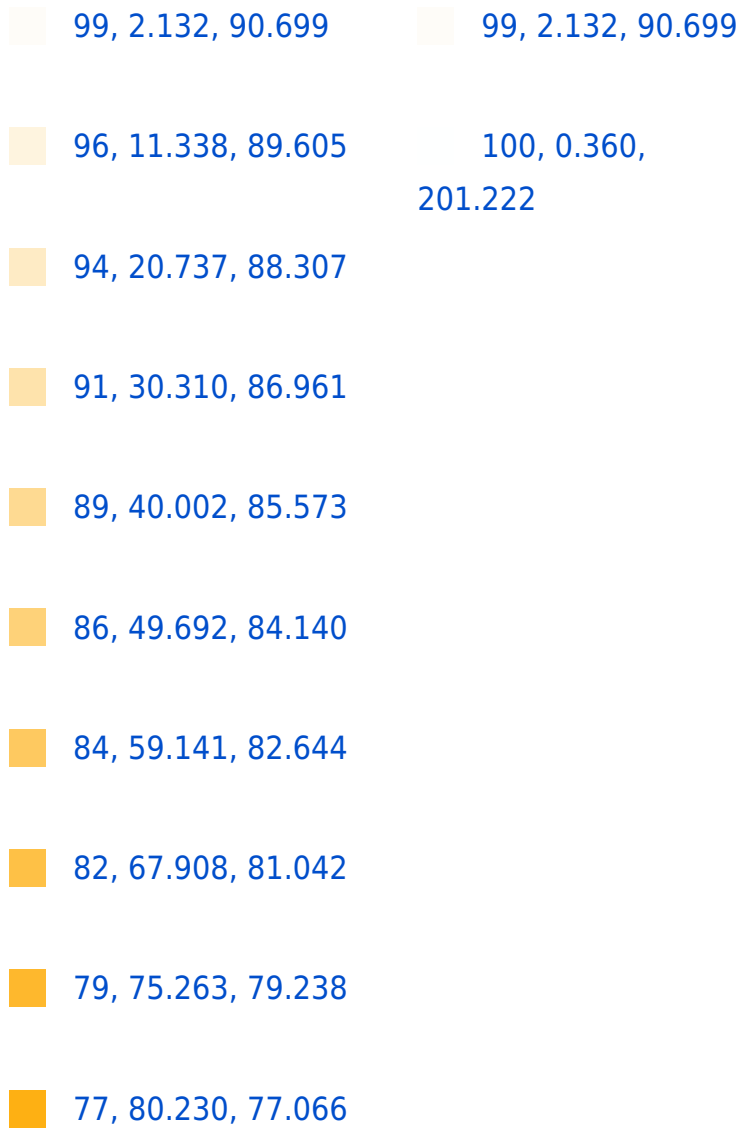 99, 2.132, 90.699
96, 11.338, 89.605
94, 20.737, 88.307
91, 30.310, 86.961
89, 40.002, 85.573
86, 49.692, 84.140
84, 59.141, 82.644
82, 67.908, 81.042
79, 75.263, 79.238
77, 80.230, 77.066
99, 2.132, 90.699
100, 0.360,
201.222